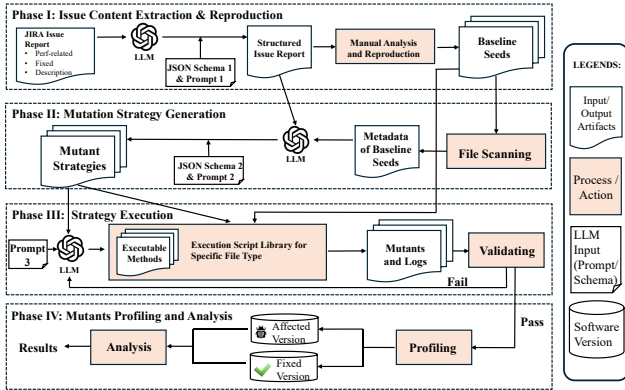 Phase I: Issue Content Extraction & Reproduction
JIRA Issue
Report
• Perf-related
• Fixed
• Description
LLM
JSON Schema 1
& Prompt 1
Structured
Issue Report
Manual Analysis
and Reproduction
Baseline
Seeds
Phase II: Mutation Strategy Generation
Mutant
Strategies
JSON Schema 2
& Prompt 2
LLM
Metadata
of Baseline
Seeds
File Scanning
Phase III: Strategy Execution
Prompt
3
LLM
Executable
Methods
Execution Script Library for
Specific File Type
Mutants
and Logs
Validating
Fail
Pass
Phase IV: Mutants Profiling and Analysis
Results
Analysis
Affected
Version
Fixed
Version
Profiling
LEGENDS:
Input/
Output
Artifacts
Process /
Action
LLM
Input
(Prompt/
Schema)
Software
Version